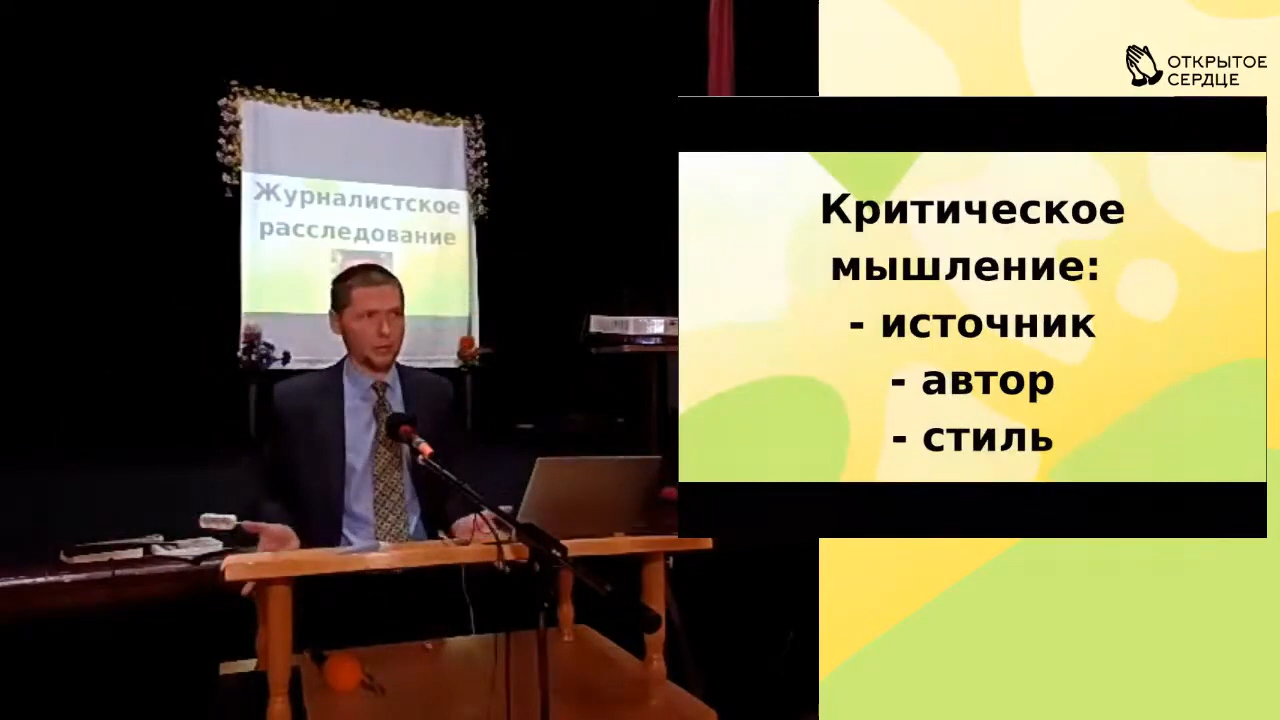 ОТКРЫТОЕ
СЕРДЦЕ
Журналистское
расследование
Критическое
мышление:
- источник
- автор
- стиль